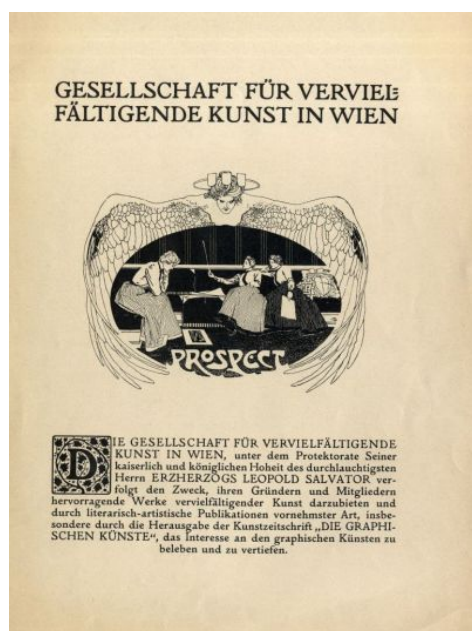 GESELLSCHAFT FÜR VERVIEL=
FÄLTIGENDE KUNST IN WIEN
PROSPECT
DIE GESELLSCHAFT FÜR VERVIELFÄLTIGENDE
KUNST IN WIEN, unter dem Protektorate Seiner
kaiserlich und königlichen Hoheit des durchlauchtigsten
Herrn ERZHERZOGS LEOPOLD SALVATOR ver-
folgt den Zweck, ihren Gründern und Mitgliedern
hervorragende Werke vervielfältigender Kunst darzubieten und
durch literarisch-artistische Publikationen vornehmster Art, insbe-
sondere durch die Herausgabe der Kunstzeitschrift „DIE GRAPHI-
SCHEN KÜNSTE“, das Interesse an den graphischen Künsten zu
beleben und zu vertiefen.